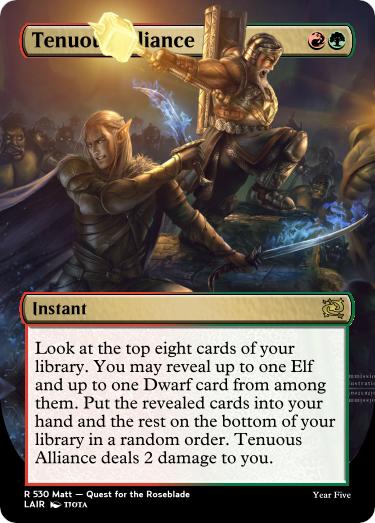 Tenuous Alliance
Instant
Look at the top eight cards of your
library. You may reveal up to one Elf
and up to one Dwarf card from among
them. Put the revealed cards into your
hand and the rest on the bottom of your
library in a random order. Tenuous
Alliance deals 2 damage to you.
R 530 Matt — Quest for the Roseblade
Year Five
LAIR